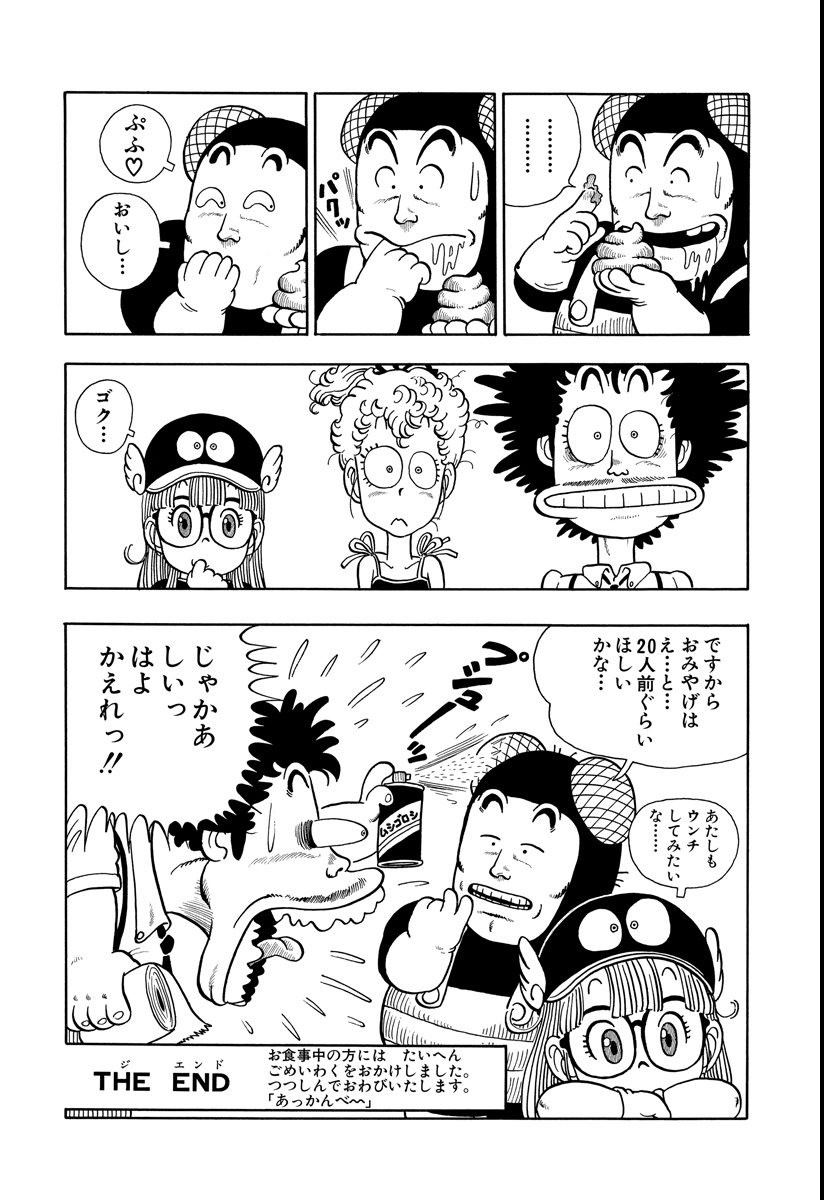 ………
………
パクッ
ぷふ♡
おいし…
ゴク…
ですから
おみやげは
え…と…
20人前ぐらい
ほしい
かな…
プシューッ
ムシゴロシ
じゃかあ
しいっ
はよ
かえれっ!!
あたしも
ウンチ
してみたい
な……
ジ エンド
THE END
お食事中の方には たいへん
ごめいわくをおかけしました。
つつしんでおわびいたします。
「あっかんべ〜〜」